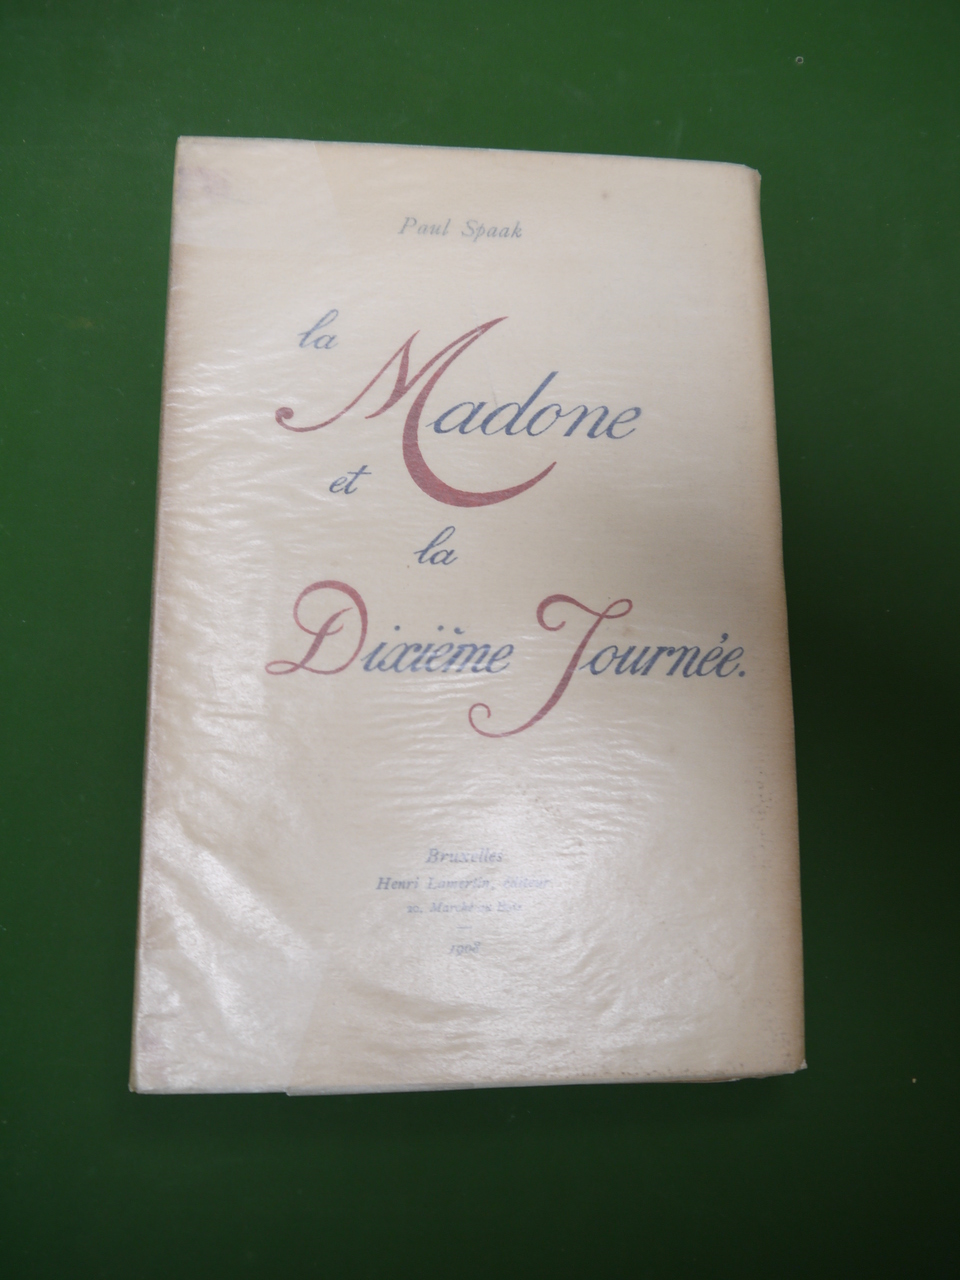 Paul Spaak
la
Madone
et
la
Dixième Journée.
Bruxelles
Henri Lamertin, éditeur
20, Marché au Bois
1908